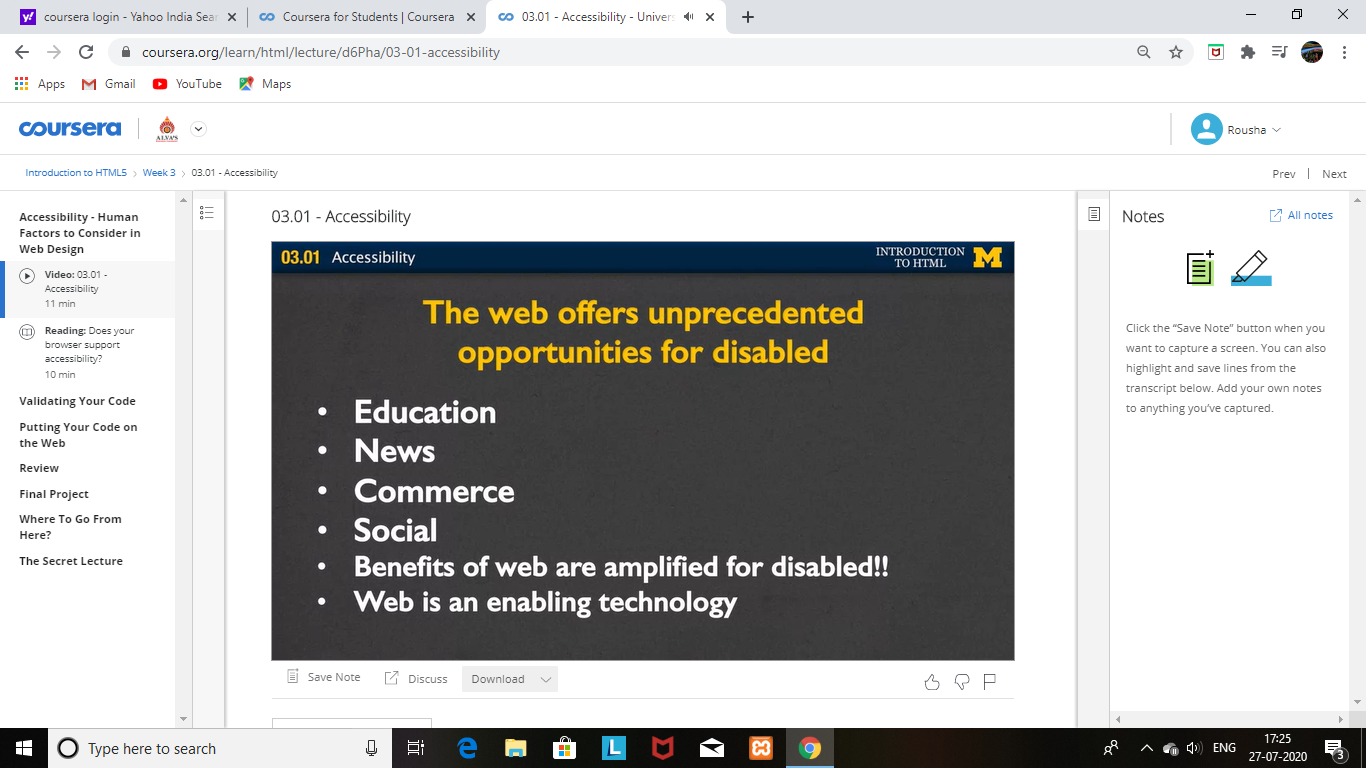 coursera login - Yahoo India Sear
Coursera for Students | Coursera
03.01 - Accessibility - Univers
coursera.org/learn/html/lecture/d6Pha/03-01-accessibility
Apps
Gmail
YouTube
Maps
coursera
ALVA'S
Rousha
Introduction to HTML5
Week 3
03.01 - Accessibility
Prev | Next
Accessibility - Human
Factors to Consider in
Web Design
Video: 03.01 -
Accessibility
11 min
Reading: Does your
browser support
accessibility?
10 min
Validating Your Code
Putting Your Code on
the Web
Review
Final Project
Where To Go From
Here?
The Secret Lecture
03.01 - Accessibility
03.01 Accessibility
INTRODUCTION
TO HTML
M
The web offers unprecedented
opportunities for disabled
• Education
• News
• Commerce
• Social
• Benefits of web are amplified for disabled!!
• Web is an enabling technology
Save Note
Discuss
Download
Notes
All notes
Click the “Save Note” button when you
want to capture a screen. You can also
highlight and save lines from the
transcript below. Add your own notes
to anything you’ve captured.
Type here to search
L
ENG
17:25
27-07-2020
3